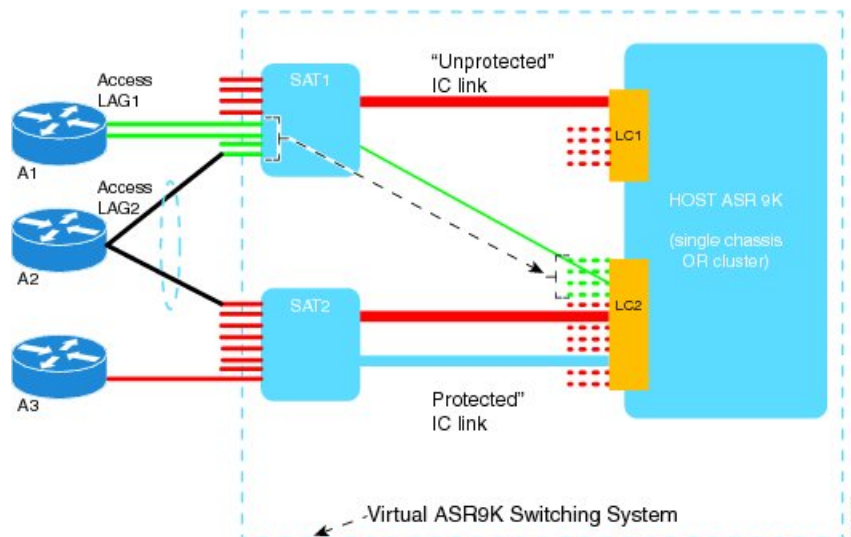 Access
LAG1
A1
Access
LAG2
A2
A3
SAT1
SAT2
“Unprotected”
IC link
LC1
HOST ASR 9K
(single chassis
OR cluster)
LC2
Protected”
IC link
Virtual ASR9K Switching System